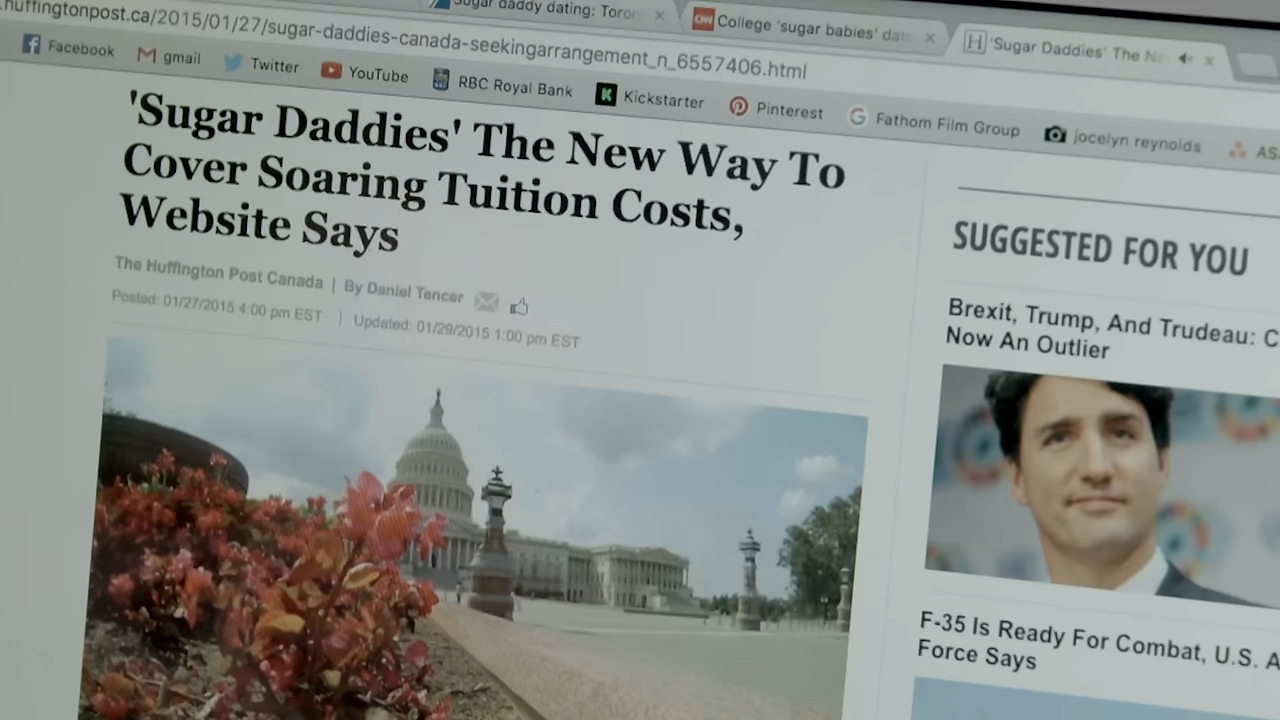 Sugar daddy dating: Toron
CNN College 'sugar babies' dat
H 'Sugar Daddies' The Ne
huffingtonpost.ca/2015/01/27/sugar-daddies-canada-seekingarrangement_n_6557406.html
Facebook gmail Twitter YouTube RBC Royal Bank Kickstarter Pinterest Fathom Film Group jocelyn reynolds AS
'Sugar Daddies' The New Way To
Cover Soaring Tuition Costs,
Website Says
The Huffington Post Canada | By Daniel Tencer
Posted: 01/27/2015 4:00 pm EST | Updated: 01/29/2015 1:00 pm EST
SUGGESTED FOR YOU
Brexit, Trump, And Trudeau: C
Now An Outlier
F-35 Is Ready For Combat, U.S. A
Force Says